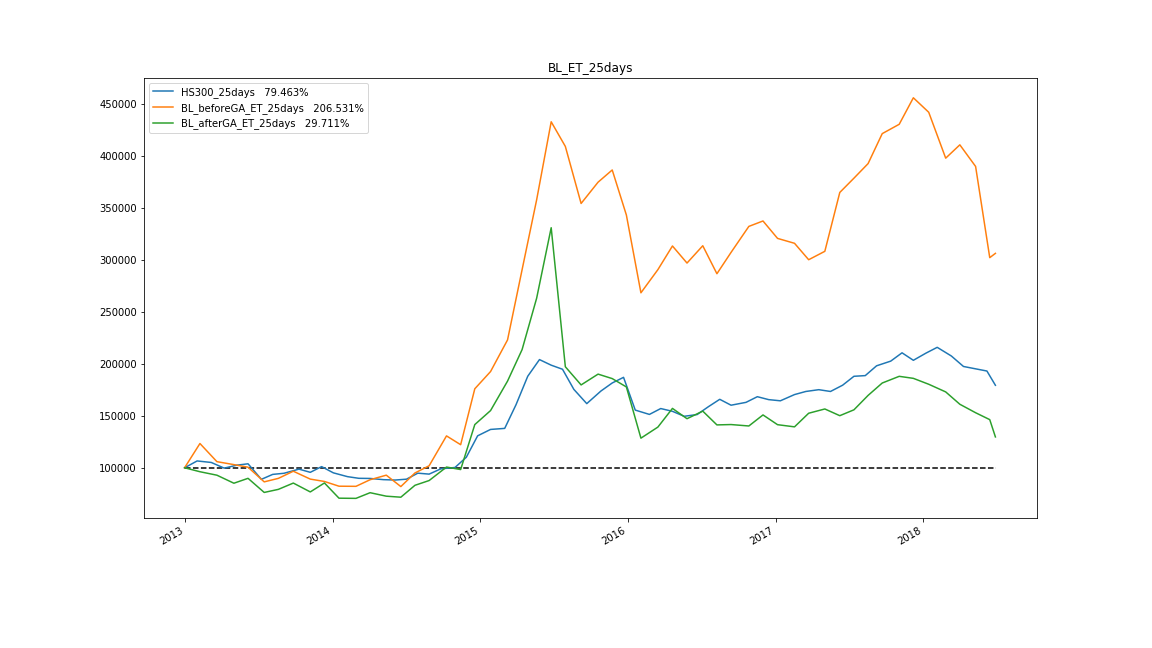 BL_ET_25days
HS300_25days 79.463%
BL_beforeGA_ET_25days 206.531%
BL_afterGA_ET_25days 29.711%
450000
400000
350000
300000
250000
200000
150000
100000
2013 2014 2015 2016 2017 2018